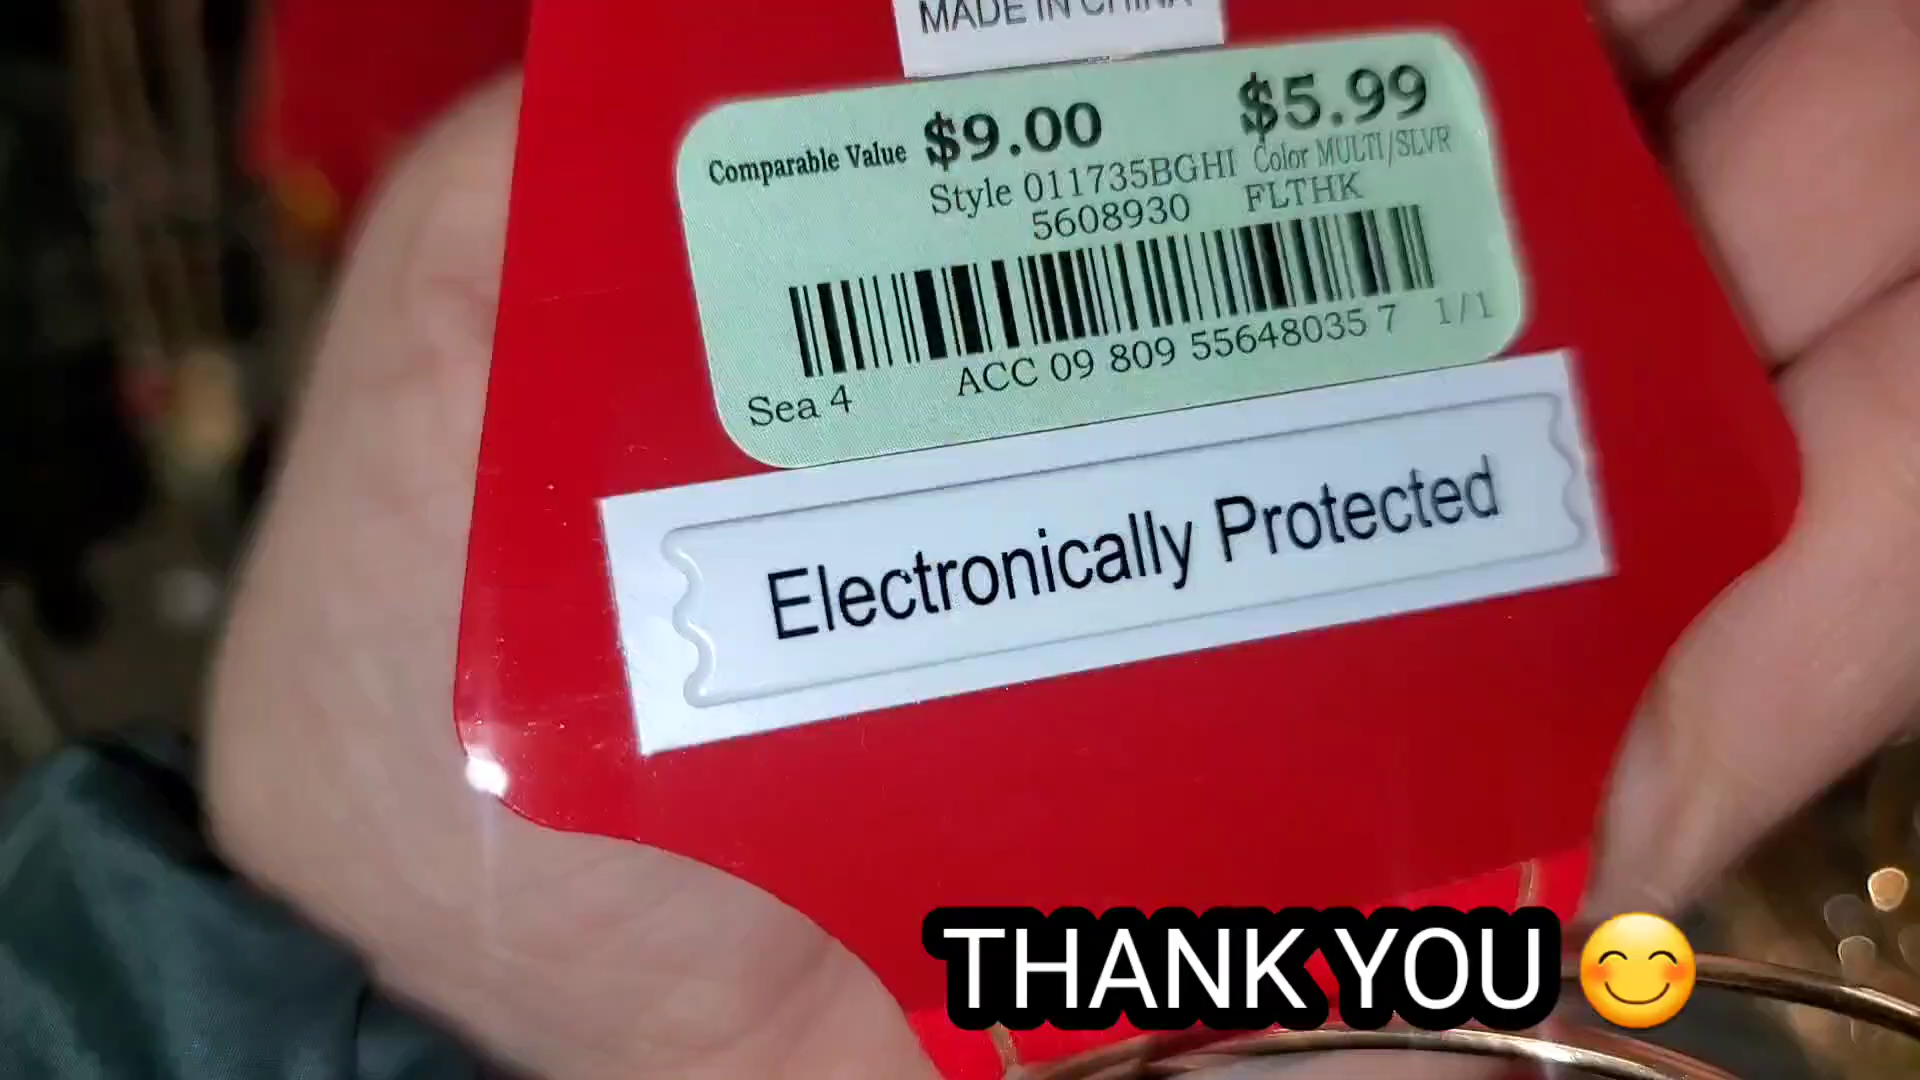 MADE IN CHINA
Comparable Value $9.00 $5.99
Style 011735BGHI Color MULTI/SLVR
5608930 FLTHK
ACC 09 809 55648035 7 1/1
Sea 4
Electronically Protected
THANK YOU 😊